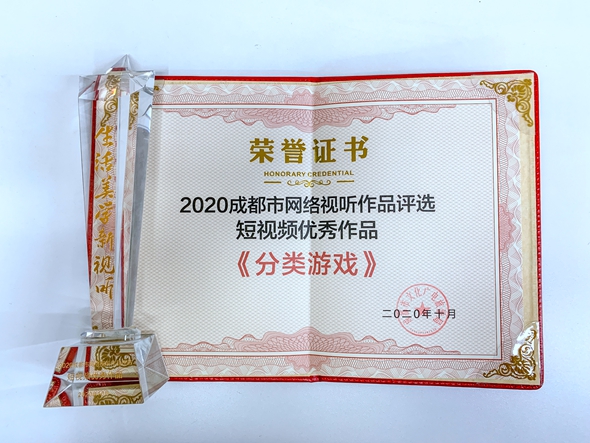 生活美学新视听
荣誉证书
HONORARY CREDENTIAL
2020成都市网络视听作品评选
短视频优秀作品
《分类游戏》
二〇二〇年十月